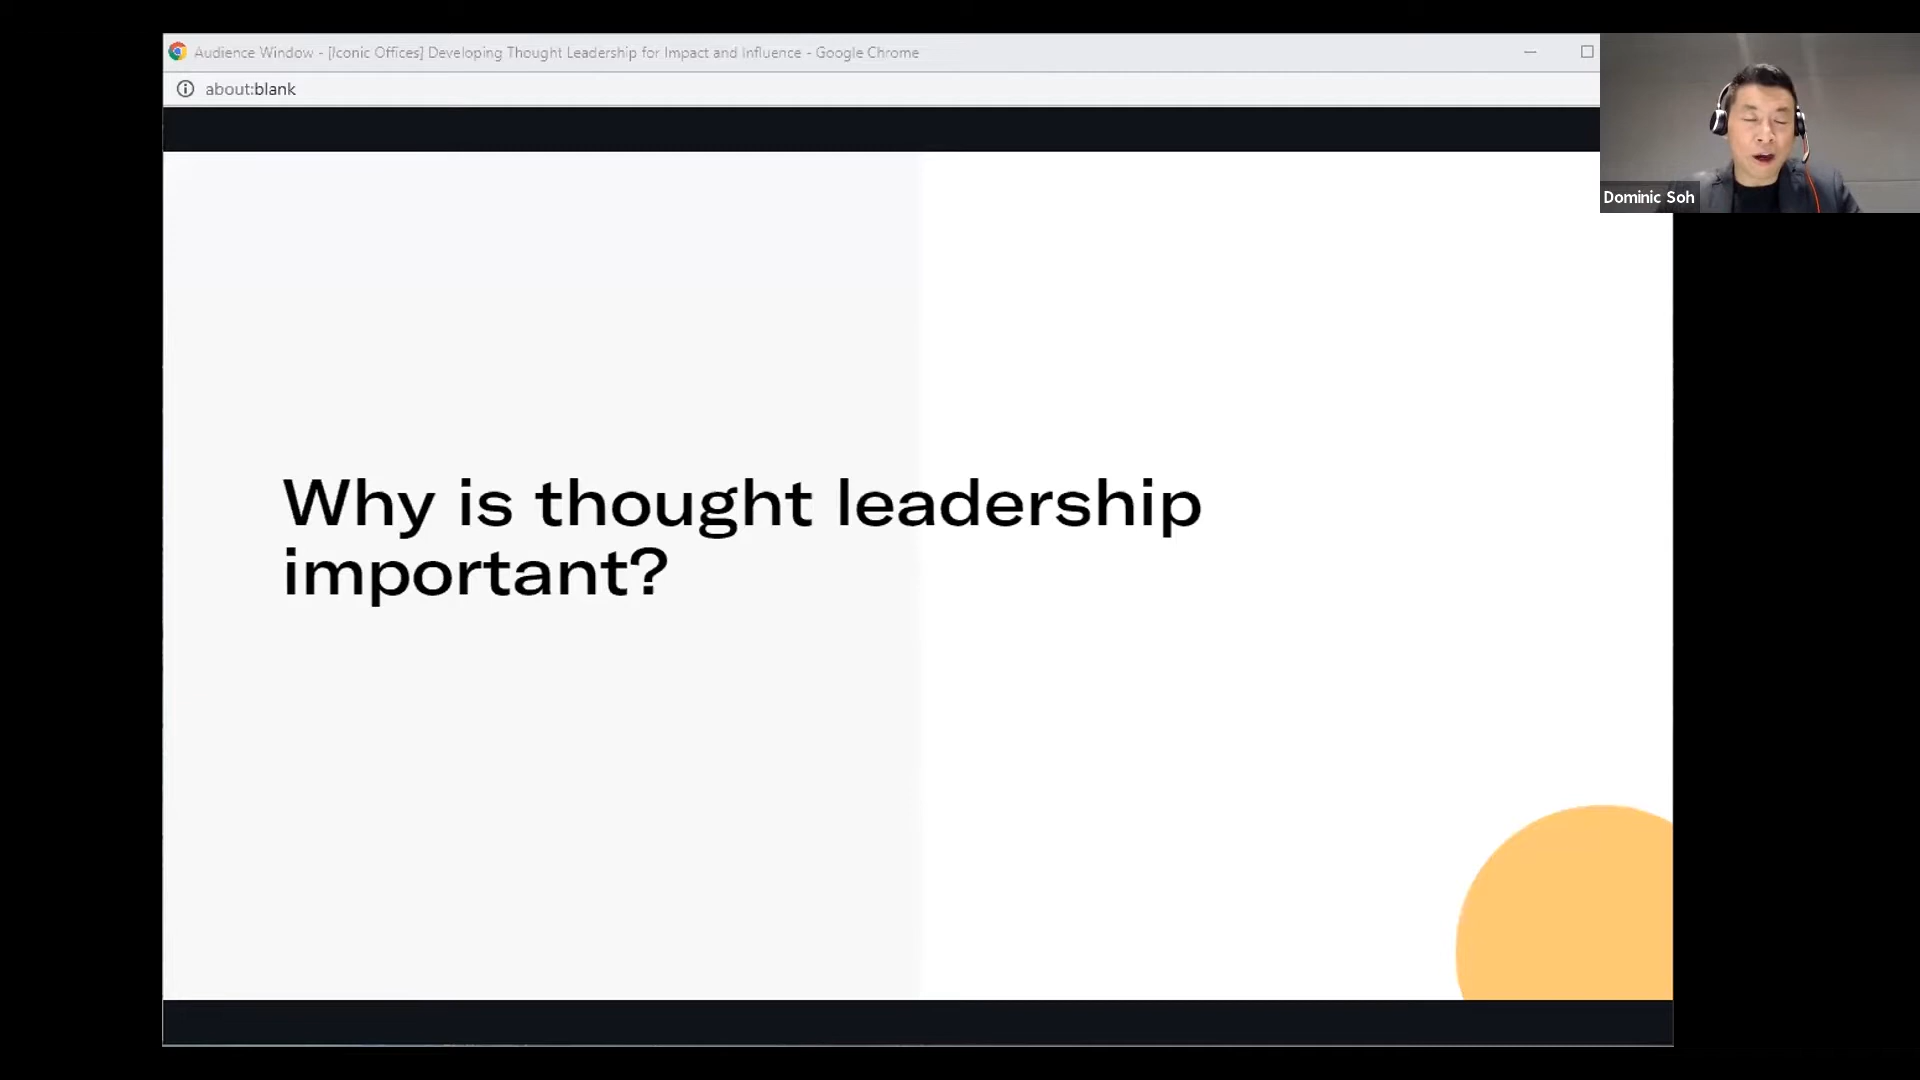 Audience Window - [Iconic Offices] Developing Thought Leadership for Impact and Influence - Google Chrome
about:blank
Dominic Soh
Why is thought leadership
important?